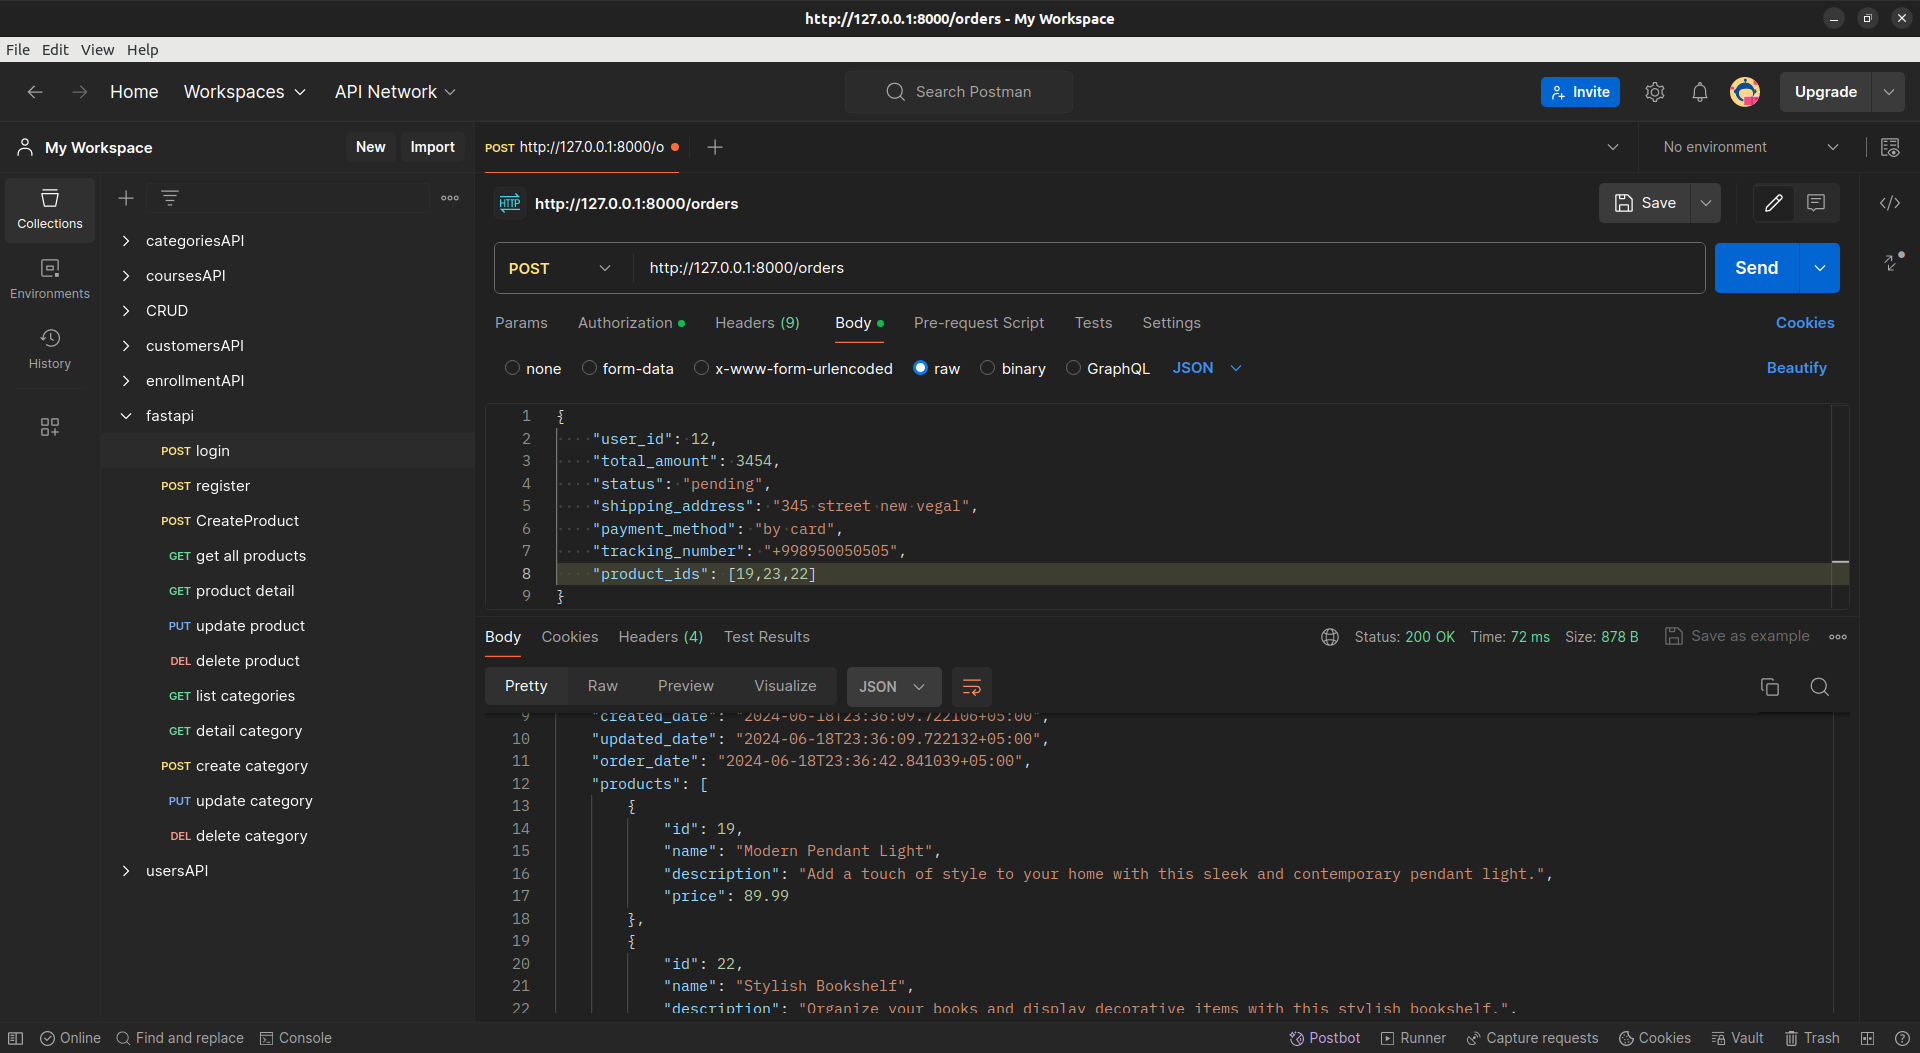 http://127.0.0.1:8000/orders - My Workspace
File Edit View Help
Home Workspaces API Network Search Postman Invite Upgrade
My Workspace New Import POST http://127.0.0.1:8000/o No environment
Collections
Environments
History
categoriesAPI
coursesAPI
CRUD
customersAPI
enrollmentAPI
fastapi
POST login
POST register
POST CreateProduct
GET get all products
GET product detail
PUT update product
DEL delete product
GET list categories
GET detail category
POST create category
PUT update category
DEL delete category
usersAPI
HTTP http://127.0.0.1:8000/orders Save
POST http://127.0.0.1:8000/orders Send
Params Authorization Headers (9) Body Pre-request Script Tests Settings Cookies
none form-data x-www-form-urlencoded raw binary GraphQL JSON Beautify
1 {
2 "user_id": 12,
3 "total_amount": 3454,
4 "status": "pending",
5 "shipping_address": "345 street new vegal",
6 "payment_method": "by card",
7 "tracking_number": "+998950050505",
8 "product_ids": [19,23,22]
9 }
Body Cookies Headers (4) Test Results Status: 200 OK Time: 72 ms Size: 878 B Save as example
Pretty Raw Preview Visualize JSON
9 "created_date": "2024-06-18T23:36:09.722106+05:00",
10 "updated_date": "2024-06-18T23:36:09.722132+05:00",
11 "order_date": "2024-06-18T23:36:42.841039+05:00",
12 "products": [
13 {
14 "id": 19,
15 "name": "Modern Pendant Light",
16 "description": "Add a touch of style to your home with this sleek and contemporary pendant light.",
17 "price": 89.99
18 },
19 {
20 "id": 22,
21 "name": "Stylish Bookshelf",
22 "description": "Organize your books and display decorative items with this stylish bookshelf.",
Online Find and replace Console Postbot Runner Capture requests Cookies Vault Trash